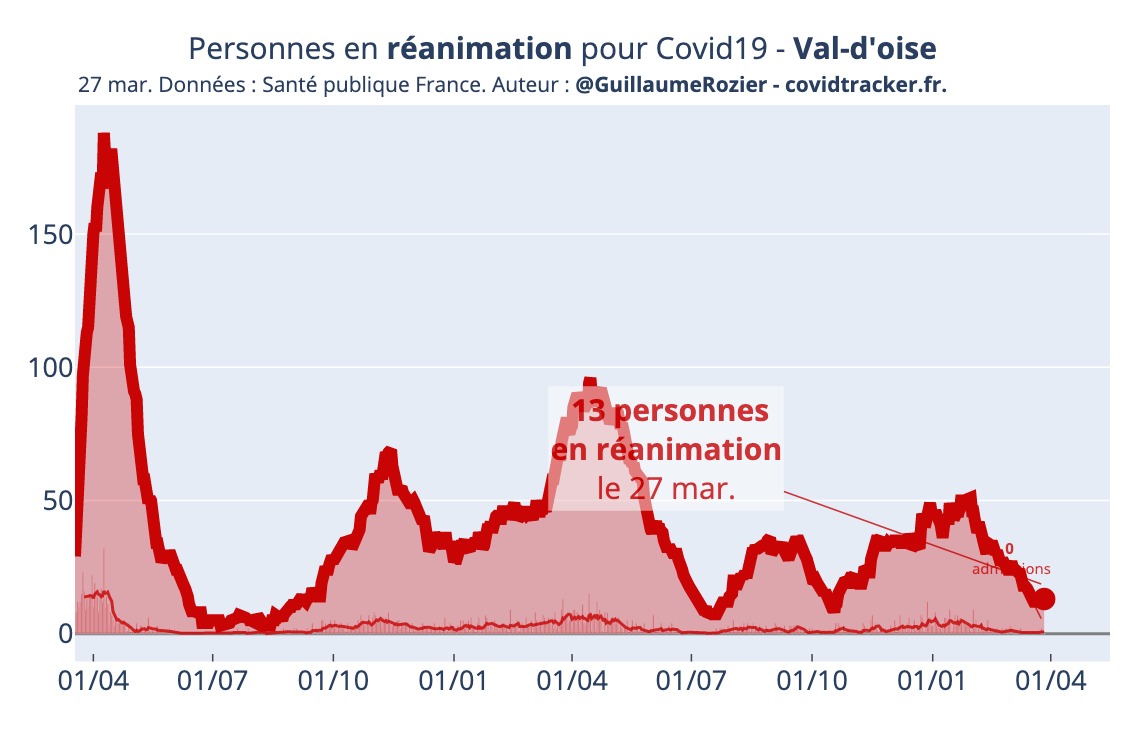 Personnes en réanimation pour Covid19 - Val-d'oise
27 mar. Données : Santé publique France. Auteur : @GuillaumeRozier - covidtracker.fr.
150
100
50
0
13 personnes
en réanimation
le 27 mar.
0
admissions
01/04 01/07 01/10 01/01 01/04 01/07 01/10 01/01 01/04